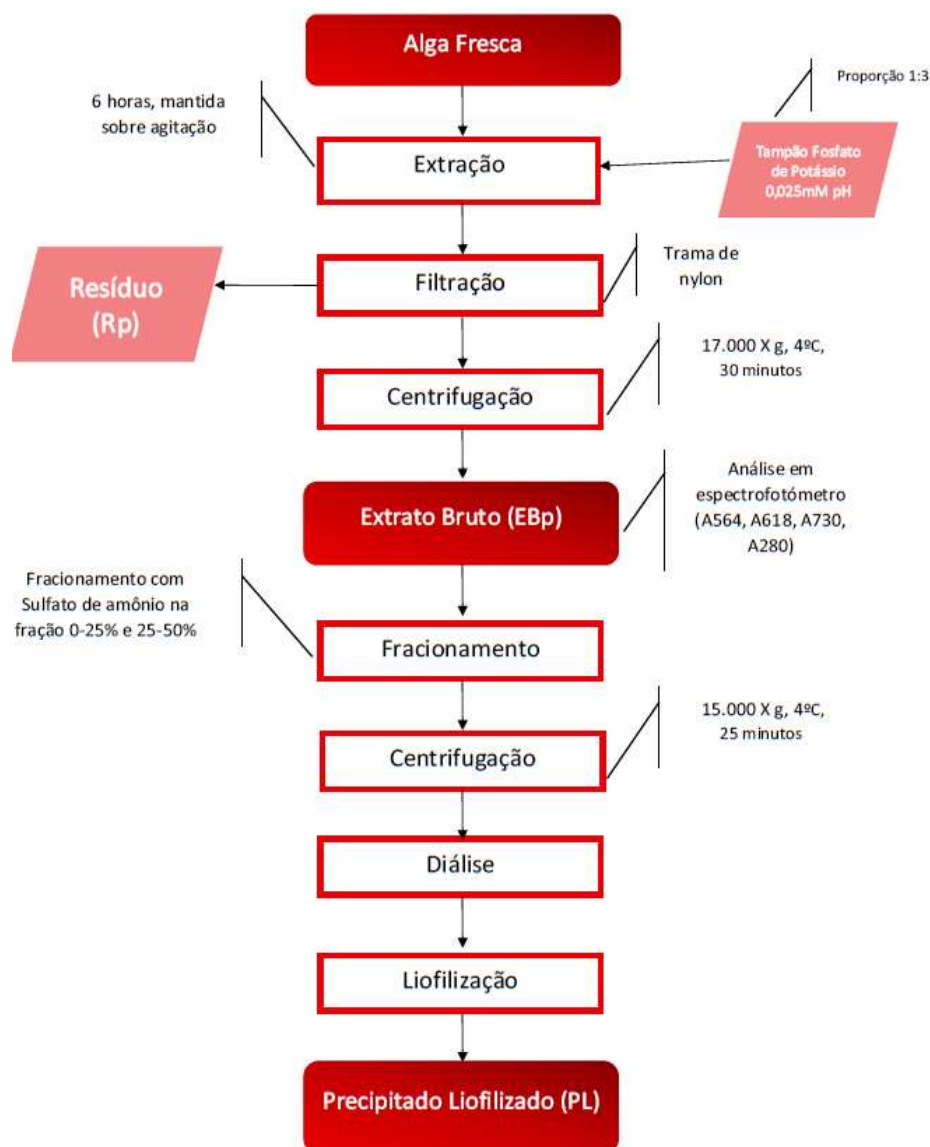 Alga Fresca
Proporção 1:3
6 horas, mantida
sobre agitação
Tampão Fosfato
de Potássio
0,025mM pH
Extração
Trama de
nylon
Filtração
Resíduo
(Rp)
17.000 X g, 4ºC,
30 minutos
Centrifugação
Análise em
espectrofotómetro
(A564, A618, A730,
A280)
Extrato Bruto (EBp)
Fracionamento com
Sulfato de amônio na
fração 0-25% e 25-50%
Fracionamento
15.000 X g, 4ºC,
25 minutos
Centrifugação
Diálise
Liofilização
Precipitado Liofilizado (PL)